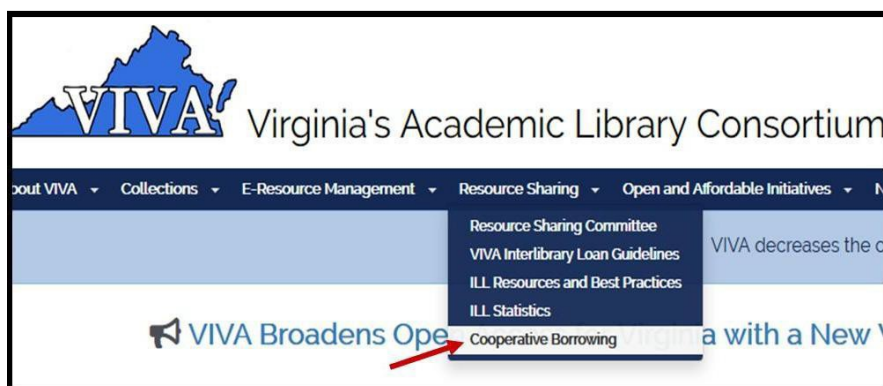 VIVA
Virginia's Academic Library Consortium
out VIVA Collections E-Resource Management Resource Sharing Open and Affordable Initiatives
Resource Sharing Committee
VIVA Interlibrary Loan Guidelines
ILL Resources and Best Practices
ILL Statistics
Cooperative Borrowing
VIVA decreases the
VIVA Broadens Ope a with a New